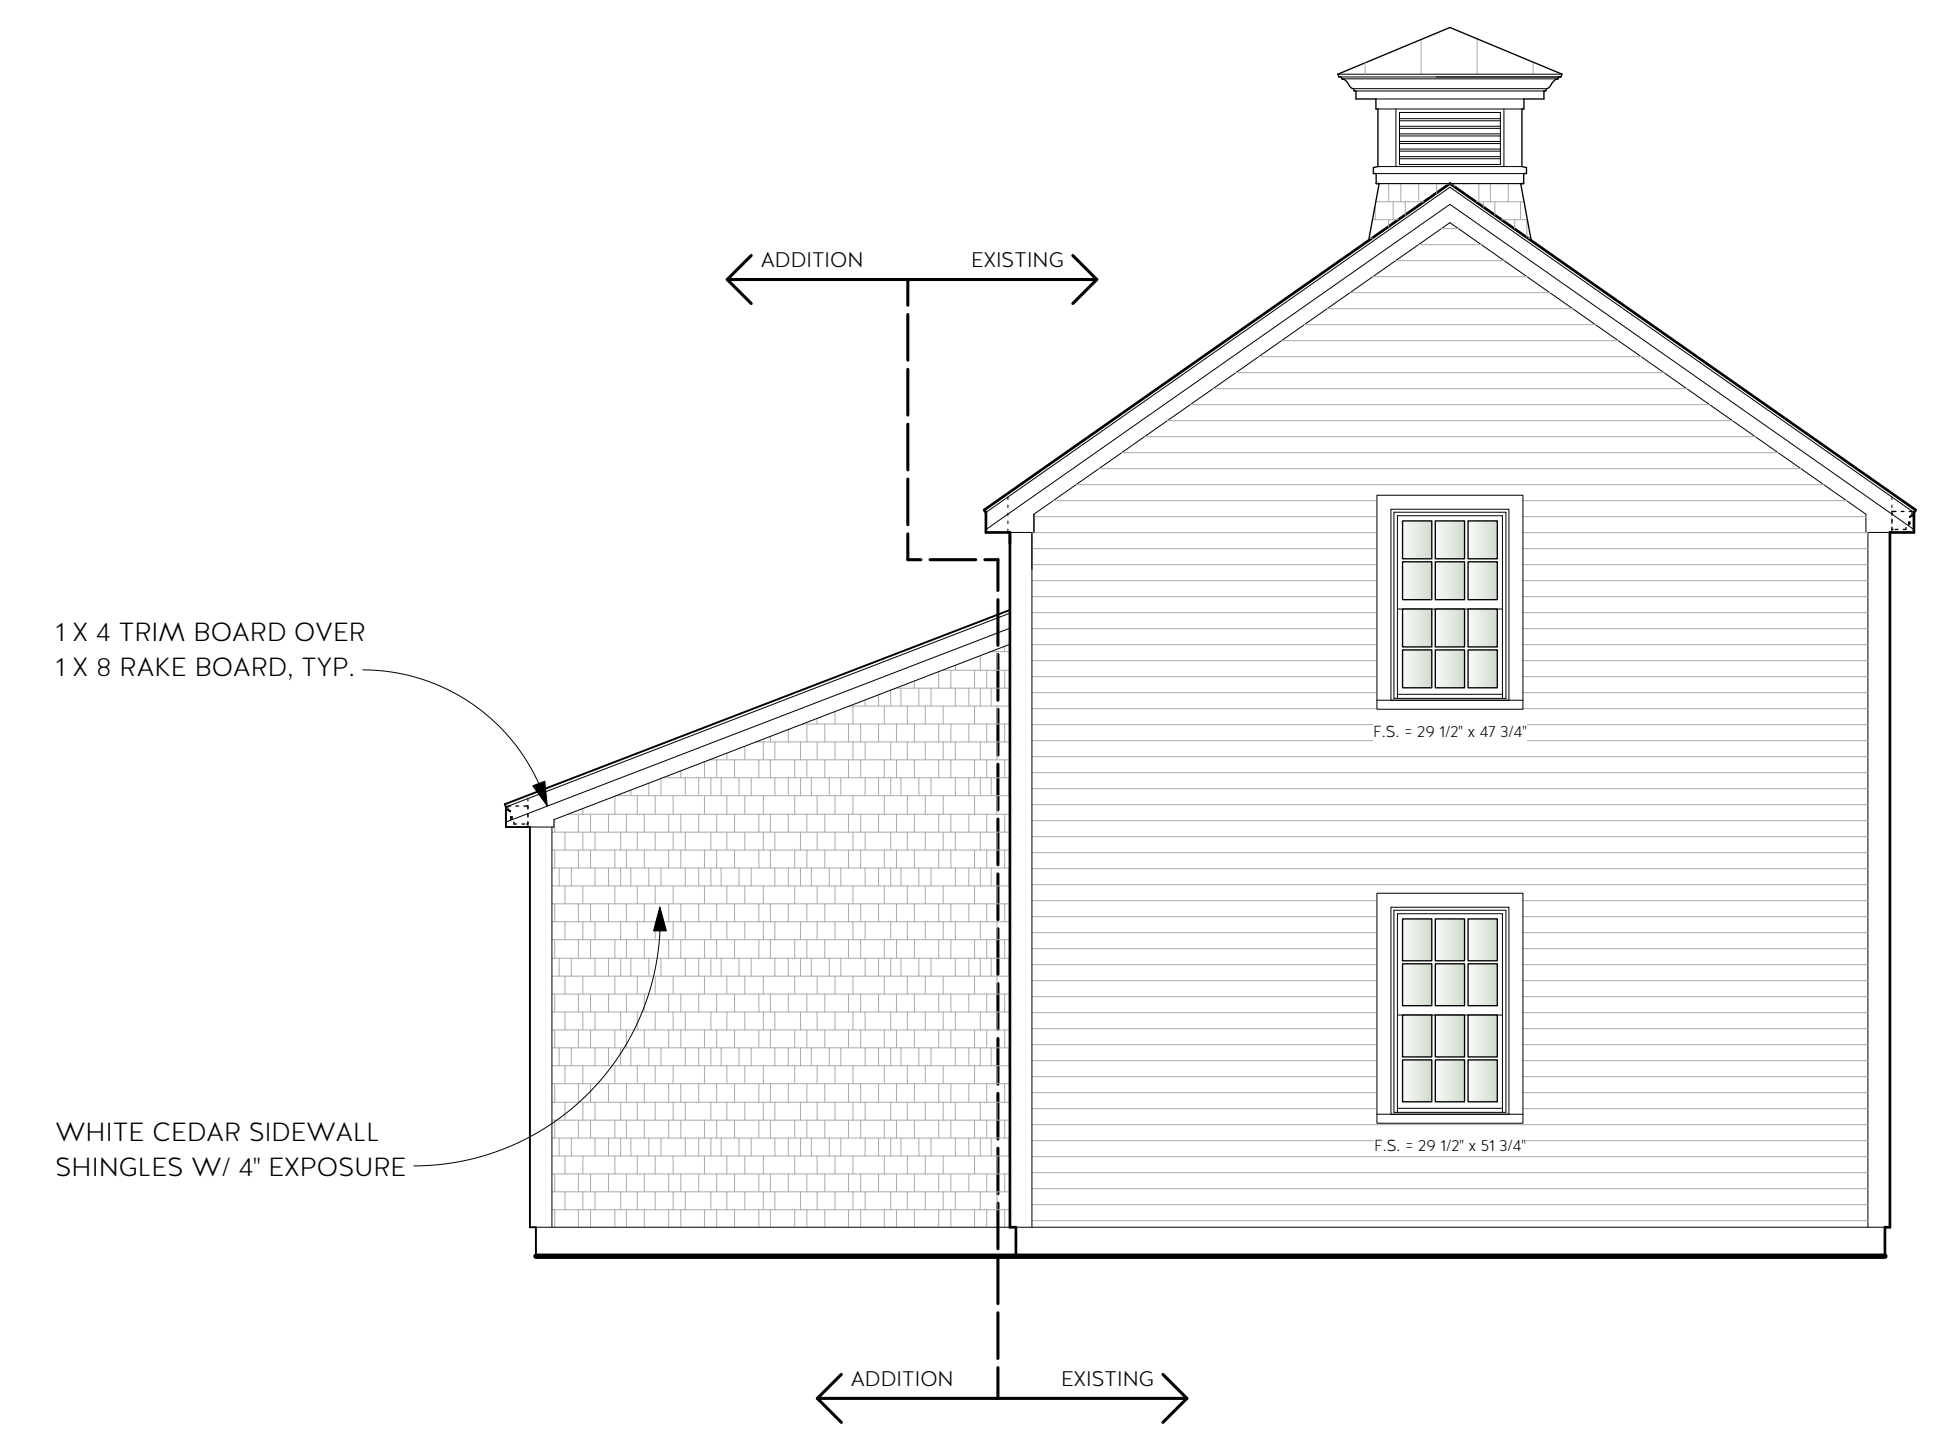 ADDITION EXISTING
1 X 4 TRIM BOARD OVER
1 X 8 RAKE BOARD, TYP.
F.S. = 29 1/2" x 47 3/4"
WHITE CEDAR SIDEWALL
SHINGLES W/ 4" EXPOSURE
F.S. = 29 1/2" x 51 3/4"
ADDITION EXISTING